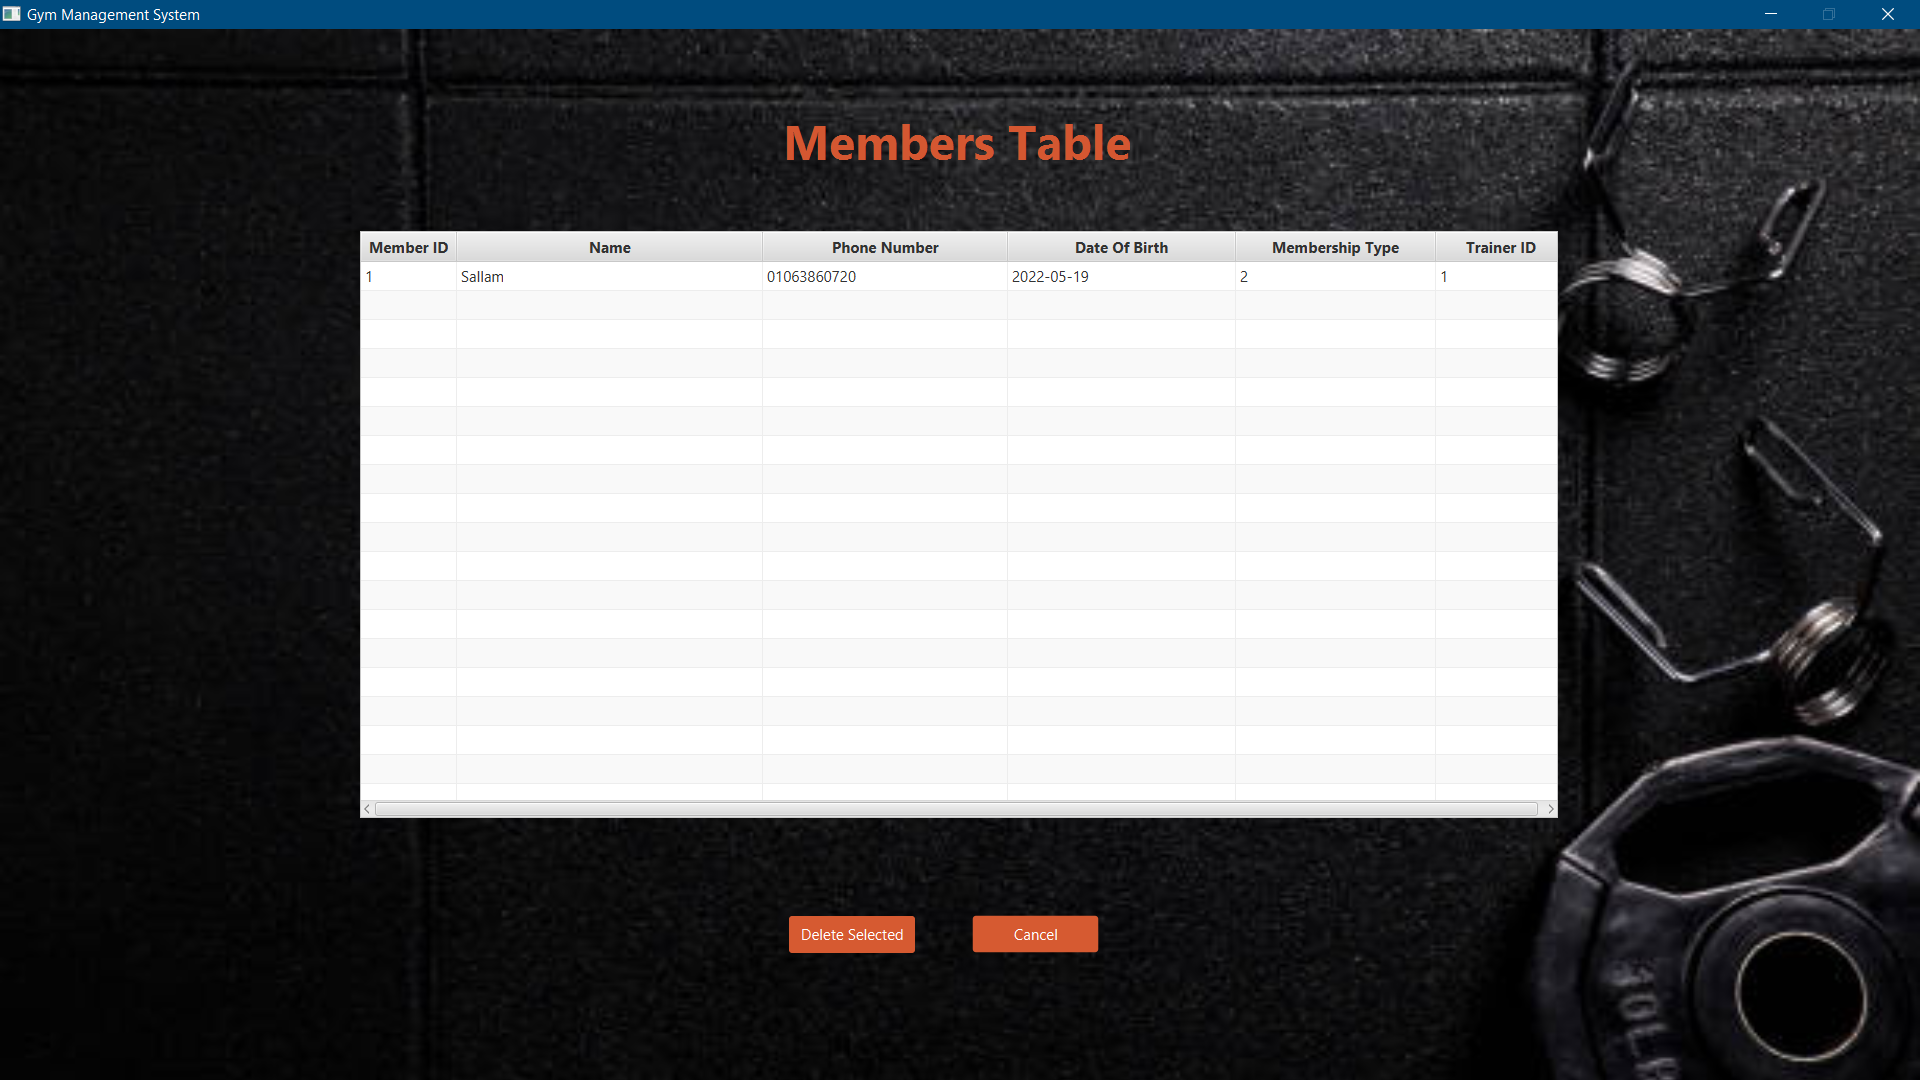 Gym Management System
Members Table
Member ID Name Phone Number Date Of Birth Membership Type Trainer ID
1 Sallam 01063860720 2022-05-19 2 1
Delete Selected Cancel